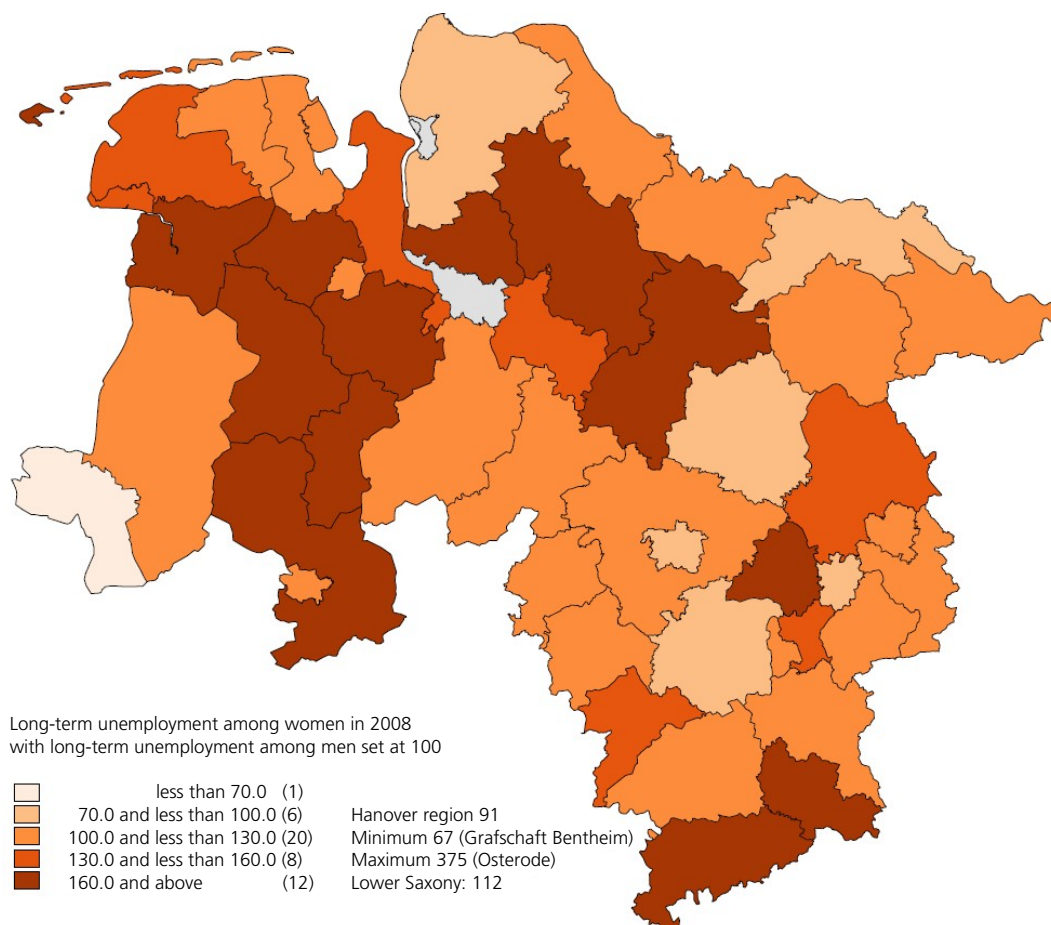 Long-term unemployment among women in 2008
with long-term unemployment among men set at 100
less than 70.0 (1)
70.0 and less than 100.0 (6) Hanover region 91
100.0 and less than 130.0 (20) Minimum 67 (Grafschaft Bentheim)
130.0 and less than 160.0 (8) Maximum 375 (Osterode)
160.0 and above (12) Lower Saxony: 112